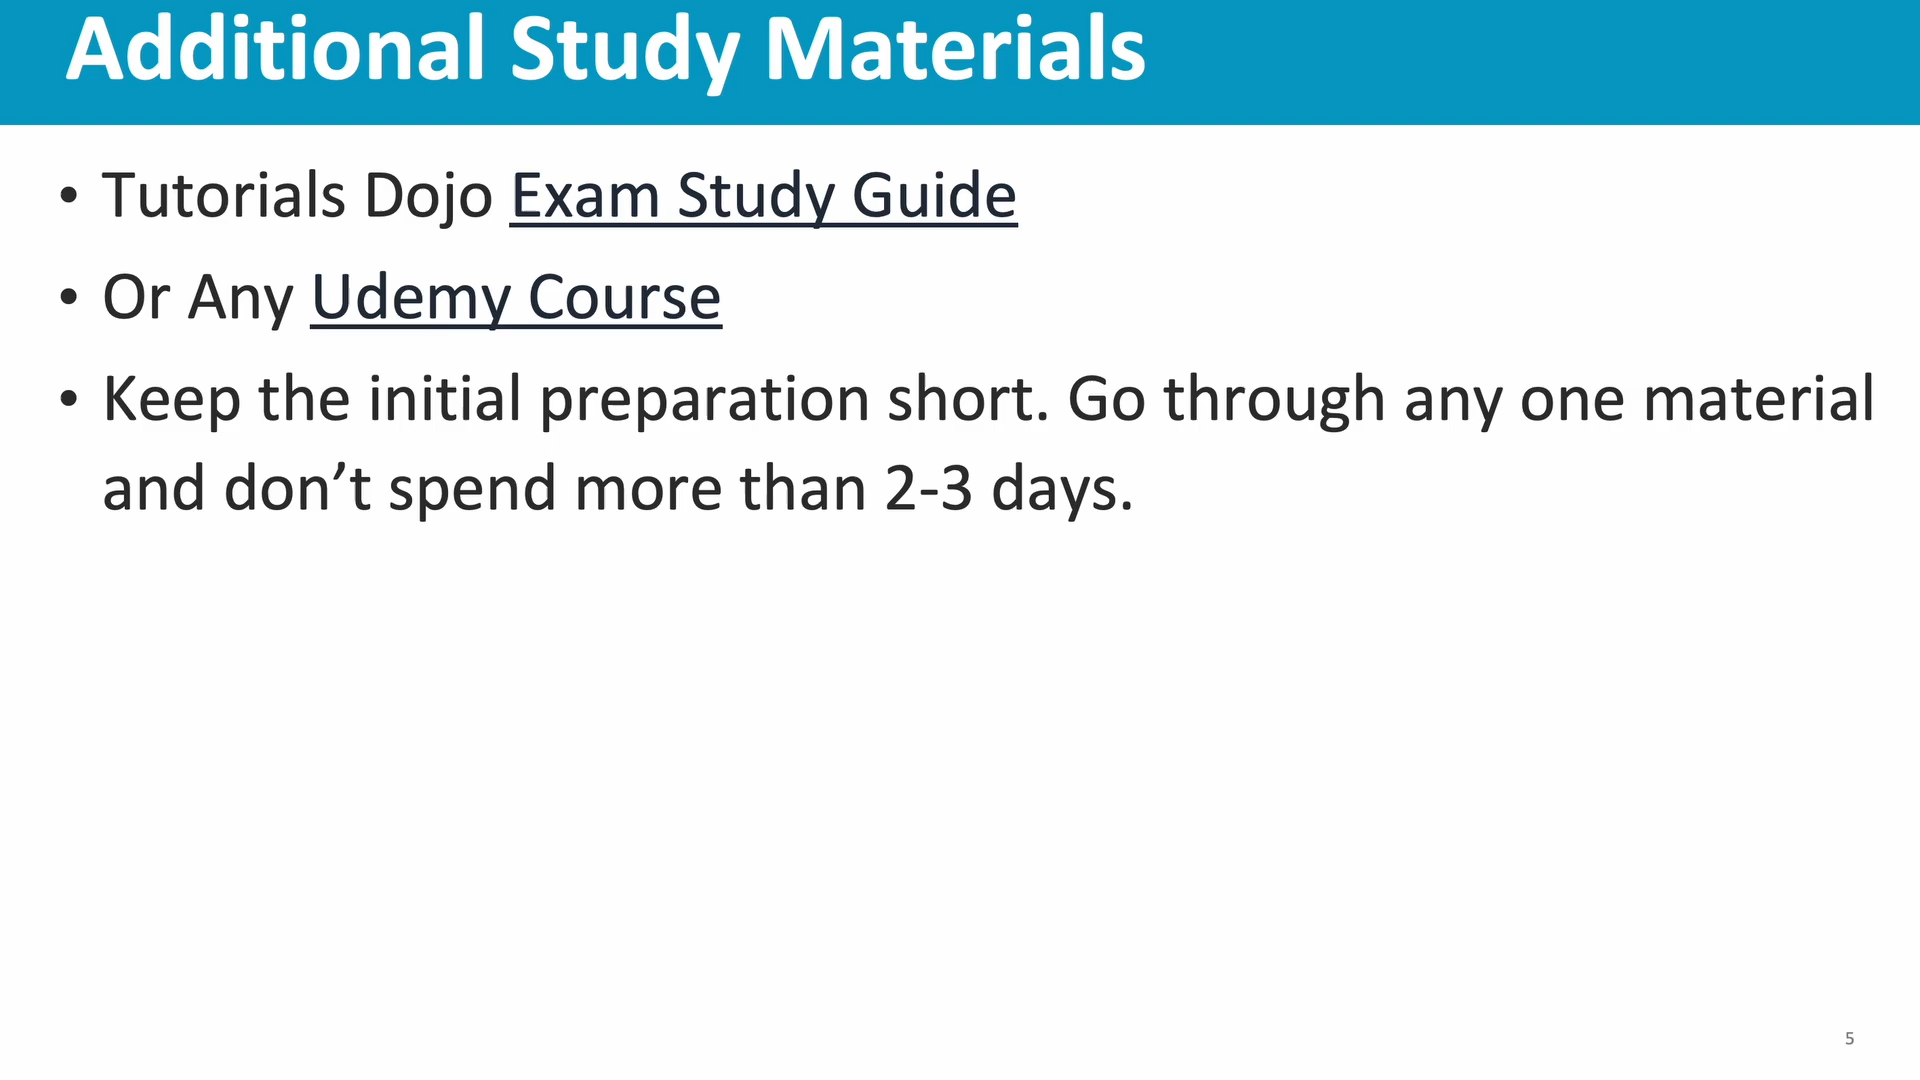 Additional Study Materials
• Tutorials Dojo Exam Study Guide
• Or Any Udemy Course
• Keep the initial preparation short. Go through any one material
and don’t spend more than 2-3 days.
5